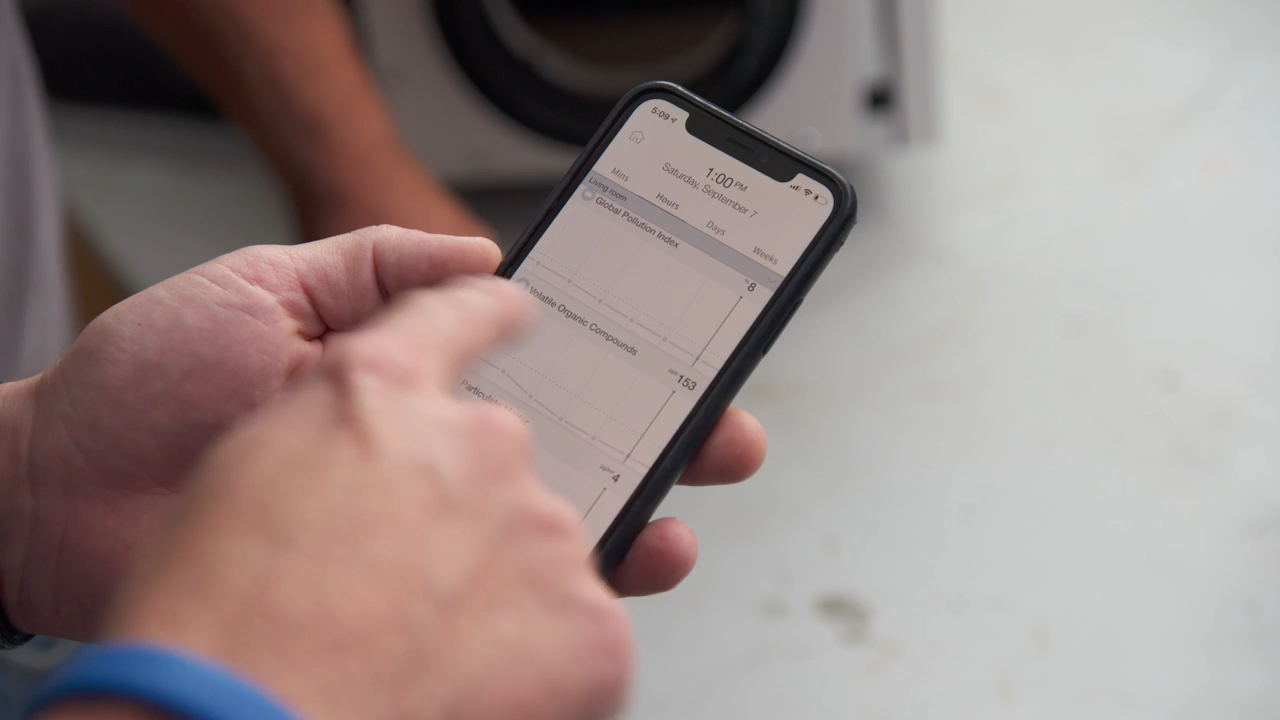 5:09
1:00 PM
Saturday, September 7
Mins Hours Days Weeks
Living room
Global Pollution Index
8
Volatile Organic Compounds
153
4